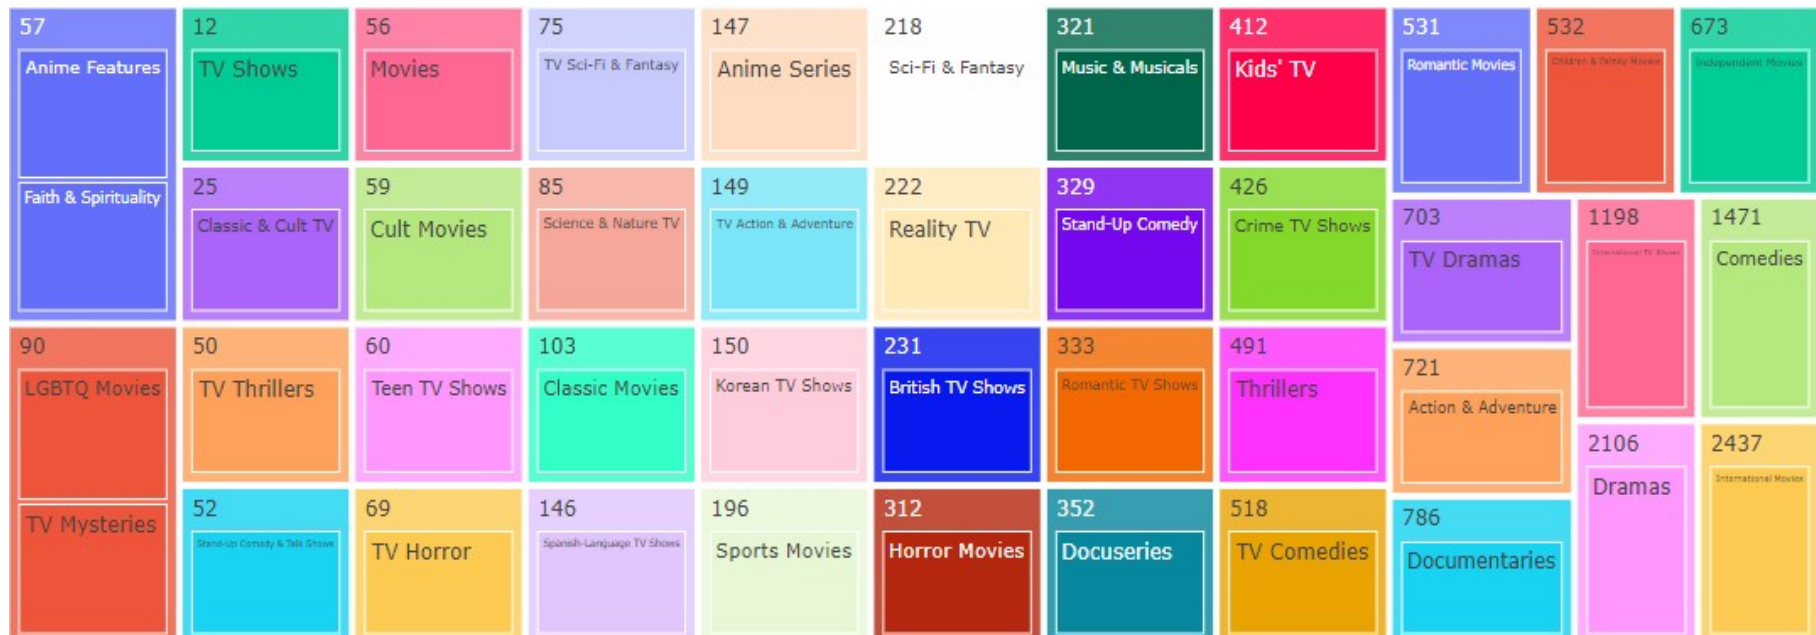 57
Anime Features
Faith & Spirituality
90
LGBTQ Movies
TV Mysteries
12
TV Shows
25
Classic & Cult TV
50
TV Thrillers
52
Stand-Up Comedy & Talk Shows
56
Movies
59
Cult Movies
60
Teen TV Shows
69
TV Horror
75
TV Sci-Fi & Fantasy
85
Science & Nature TV
103
Classic Movies
146
Spanish-Language TV Shows
147
Anime Series
149
TV Action & Adventure
150
Korean TV Shows
196
Sports Movies
218
Sci-Fi & Fantasy
222
Reality TV
231
British TV Shows
312
Horror Movies
321
Music & Musicals
329
Stand-Up Comedy
333
Romantic TV Shows
352
Docuseries
412
Kids' TV
426
Crime TV Shows
491
Thrillers
518
TV Comedies
531
Romantic Movies
532
Children & Family Movies
673
Independent Movies
703
TV Dramas
721
Action & Adventure
786
Documentaries
1198
International TV Shows
1471
Comedies
2106
Dramas
2437
International Movies